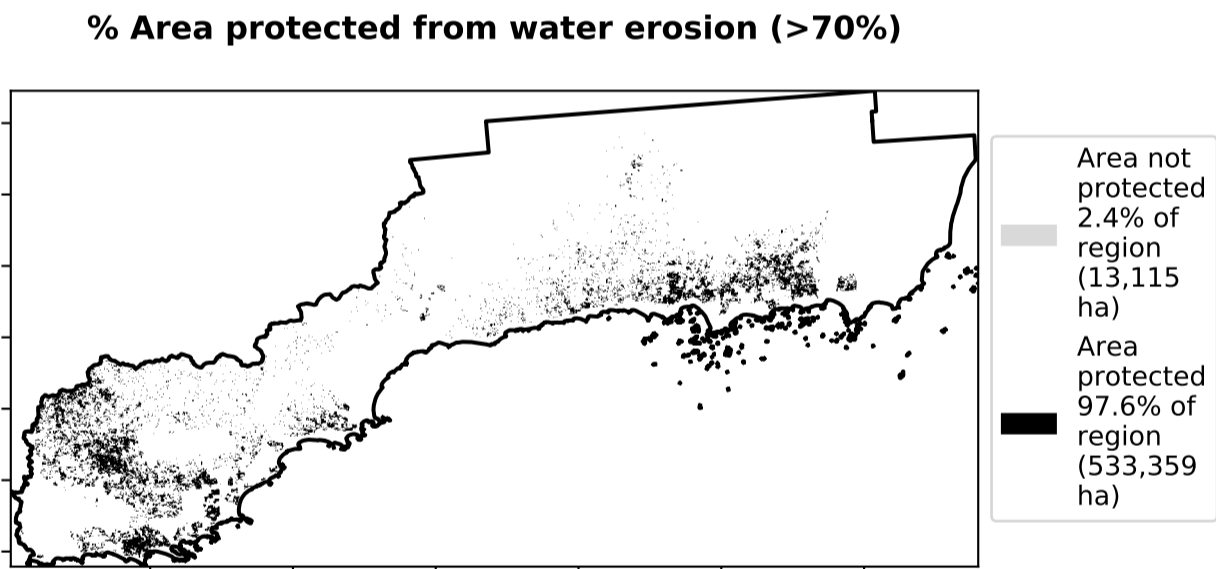 % Area protected from water erosion (>70%)
Area not
protected
2.4% of
region
(13,115
ha)
Area
protected
97.6% of
region
(533,359
ha)